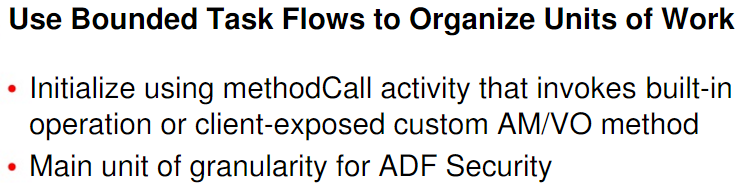 Use Bounded Task Flows to Organize Units of Work
• Initialize using methodCall activity that invokes built-in
operation or client-exposed custom AM/VO method
• Main unit of granularity for ADF Security